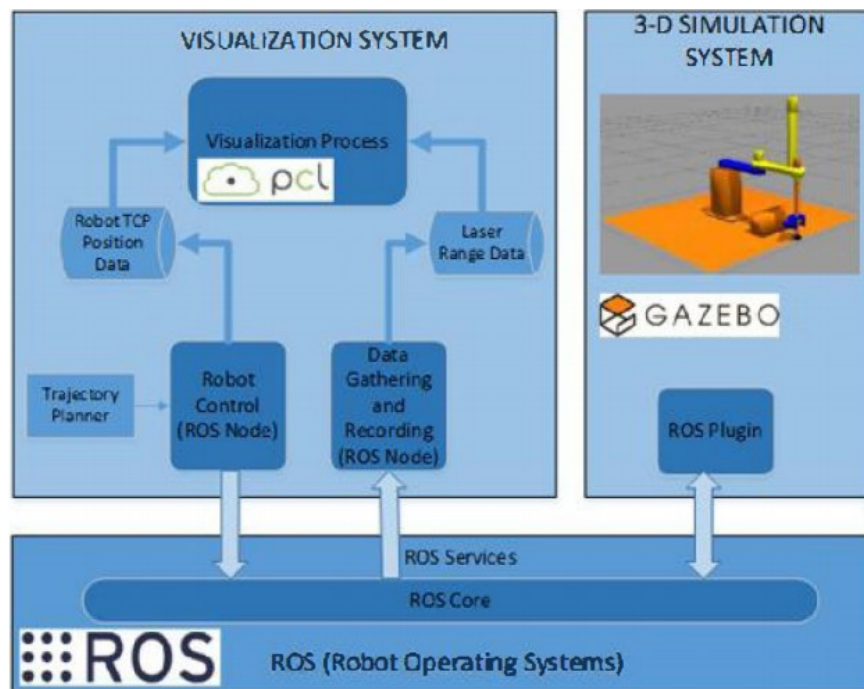 VISUALIZATION SYSTEM
Visualization Process
pcl
Robot TCP
Position
Data
Laser
Range Data
Trajectory
Planner
Robot
Control
(ROS Node)
Data
Gathering
and
Recording
(ROS Node)
3-D SIMULATION
SYSTEM
GAZEBO
ROS Plugin
ROS Services
ROS Core
ROS
ROS (Robot Operating Systems)